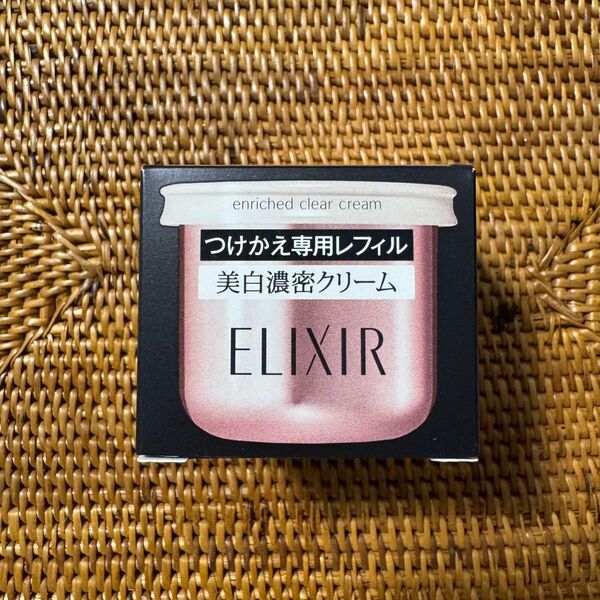 enriched clear cream
つけかえ専用レフィル
美白濃密クリーム
ELIXIR